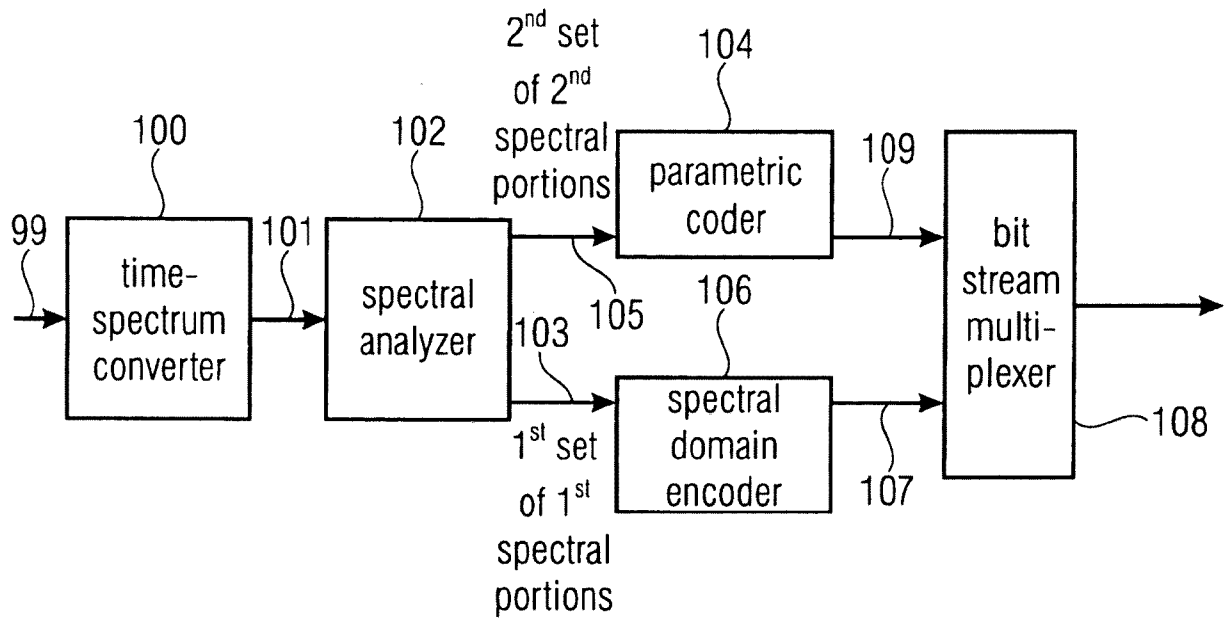 2nd set
of 2nd
spectral
portions
104
100
102
109
parametric
coder
99
101
bit
stream
multi-
plexer
time-
spectrum
converter
spectral
analyzer
105
106
103
spectral
domain
encoder
108
107
1st set
of 1st
spectral
portions